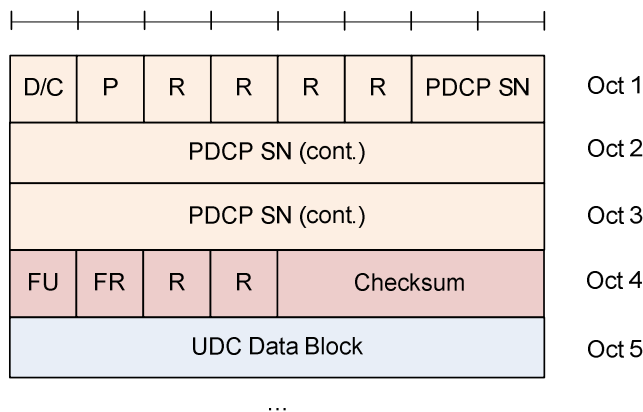 D/C P R R R R PDCP SN Oct 1
PDCP SN (cont.) Oct 2
PDCP SN (cont.) Oct 3
FU FR R R Checksum Oct 4
UDC Data Block Oct 5
...